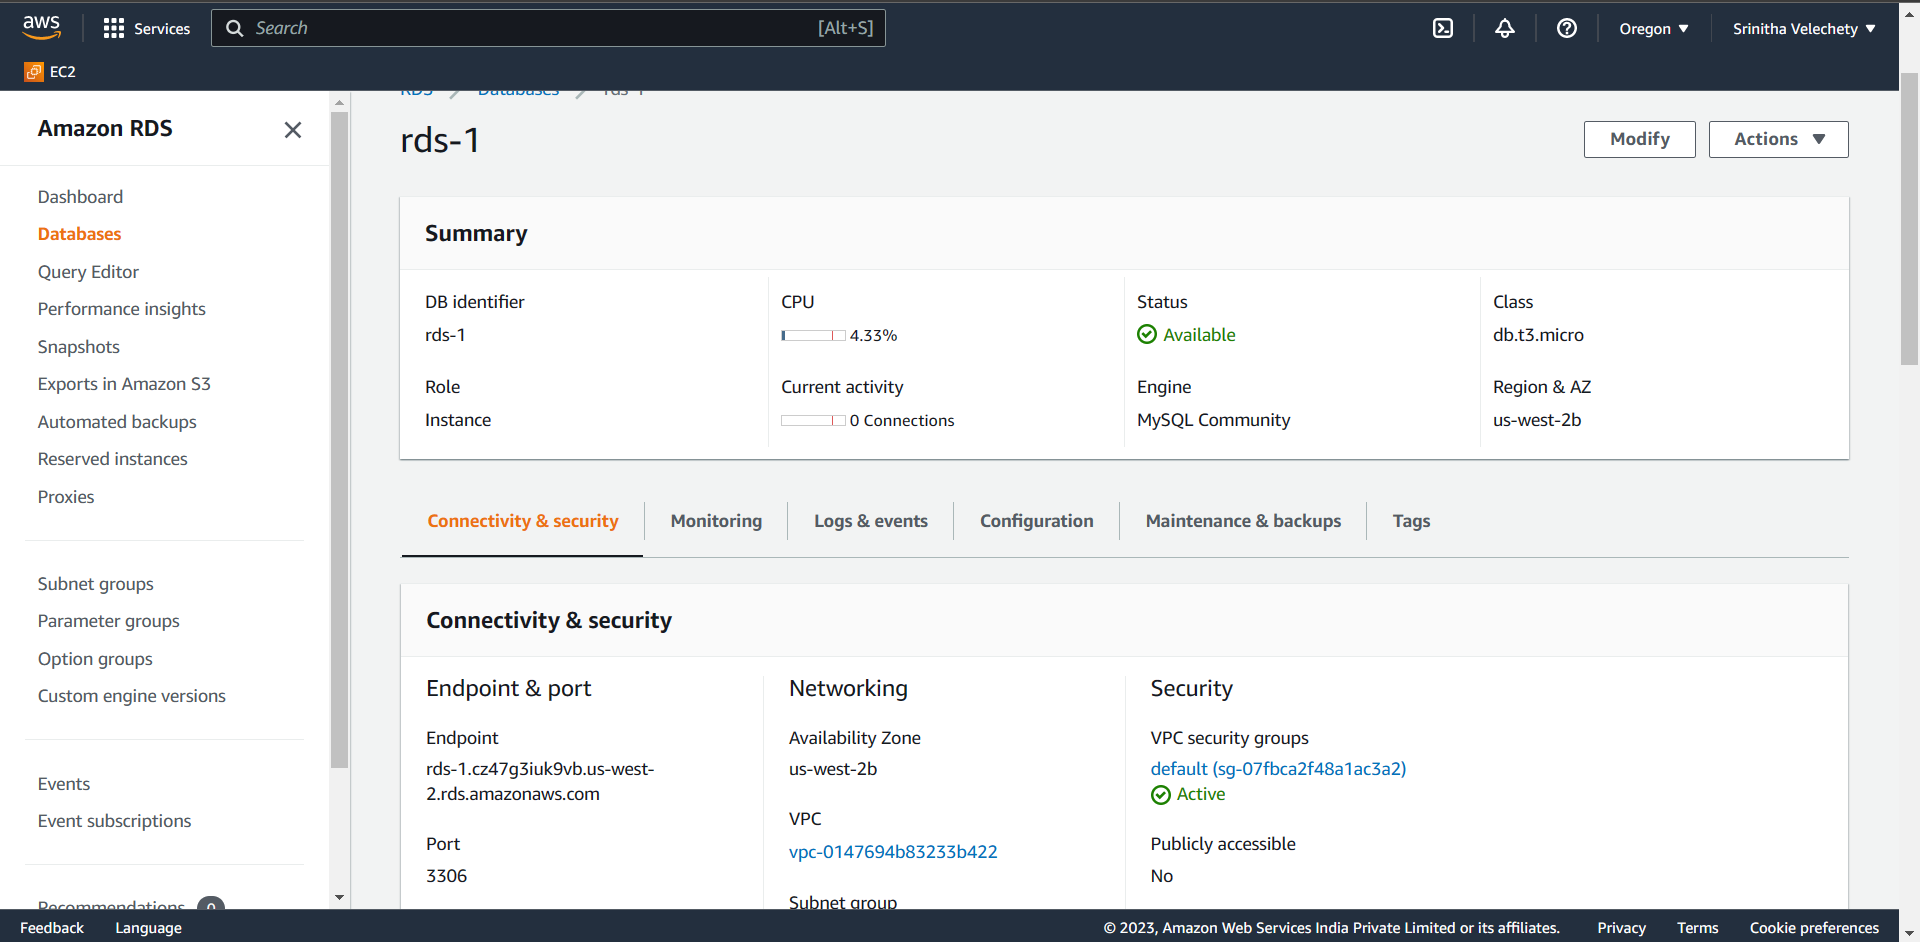 aws
Services
Search
[Alt+S]
Oregon
Srinitha Velechety
EC2
RDS
Databases
rds-1
Amazon RDS
rds-1
Modify
Actions
Dashboard
Databases
Query Editor
Performance insights
Snapshots
Exports in Amazon S3
Automated backups
Reserved instances
Proxies
Subnet groups
Parameter groups
Option groups
Custom engine versions
Events
Event subscriptions
Recommendations 0
Summary
DB identifier
rds-1
CPU
4.33%
Status
Available
Class
db.t3.micro
Role
Instance
Current activity
0 Connections
Engine
MySQL Community
Region & AZ
us-west-2b
Connectivity & security
Monitoring
Logs & events
Configuration
Maintenance & backups
Tags
Connectivity & security
Endpoint & port
Endpoint
rds-1.cz47g3iuk9vb.us-west-
2.rds.amazonaws.com
Port
3306
Networking
Availability Zone
us-west-2b
VPC
vpc-0147694b83233b422
Subnet group
Security
VPC security groups
default (sg-07fbca2f48a1ac3a2)
Active
Publicly accessible
No
Feedback
Language
© 2023, Amazon Web Services India Private Limited or its affiliates.
Privacy
Terms
Cookie preferences